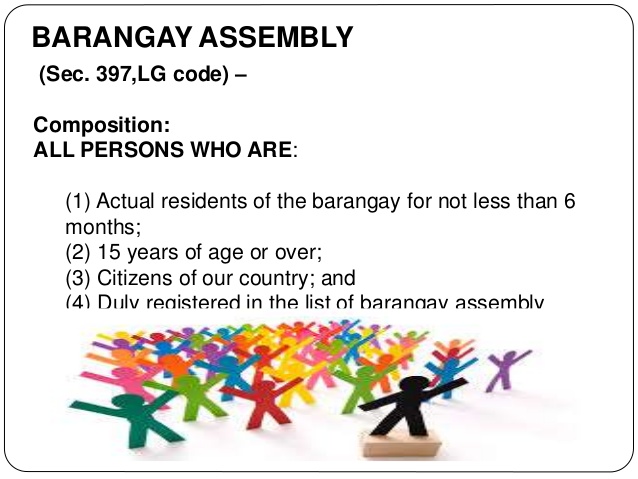 BARANGAY ASSEMBLY
(Sec. 397,LG code) –
Composition:
ALL PERSONS WHO ARE:
(1) Actual residents of the barangay for not less than 6
months;
(2) 15 years of age or over;
(3) Citizens of our country; and
(4) Duly registered in the list of barangay assembly